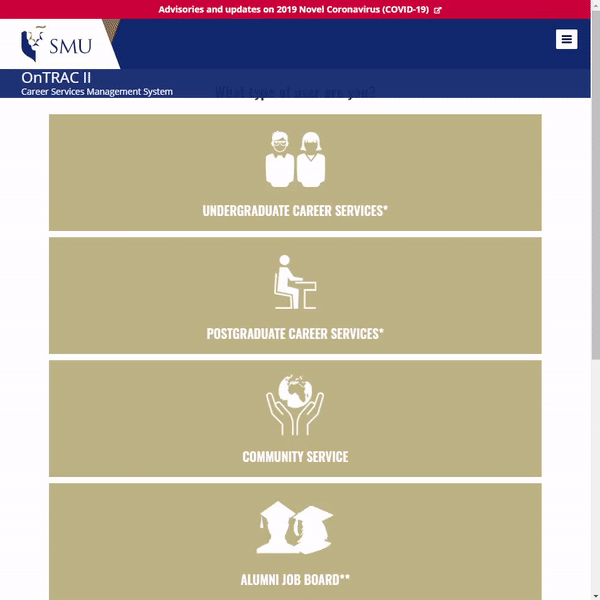 Advisories and updates on 2019 Novel Coronavirus (COVID-19)
SMU
OnTRAC II
Career Services Management System
What type of user are you?
UNDERGRADUATE CAREER SERVICES*
POSTGRADUATE CAREER SERVICES*
COMMUNITY SERVICE
ALUMNI JOB BOARD**